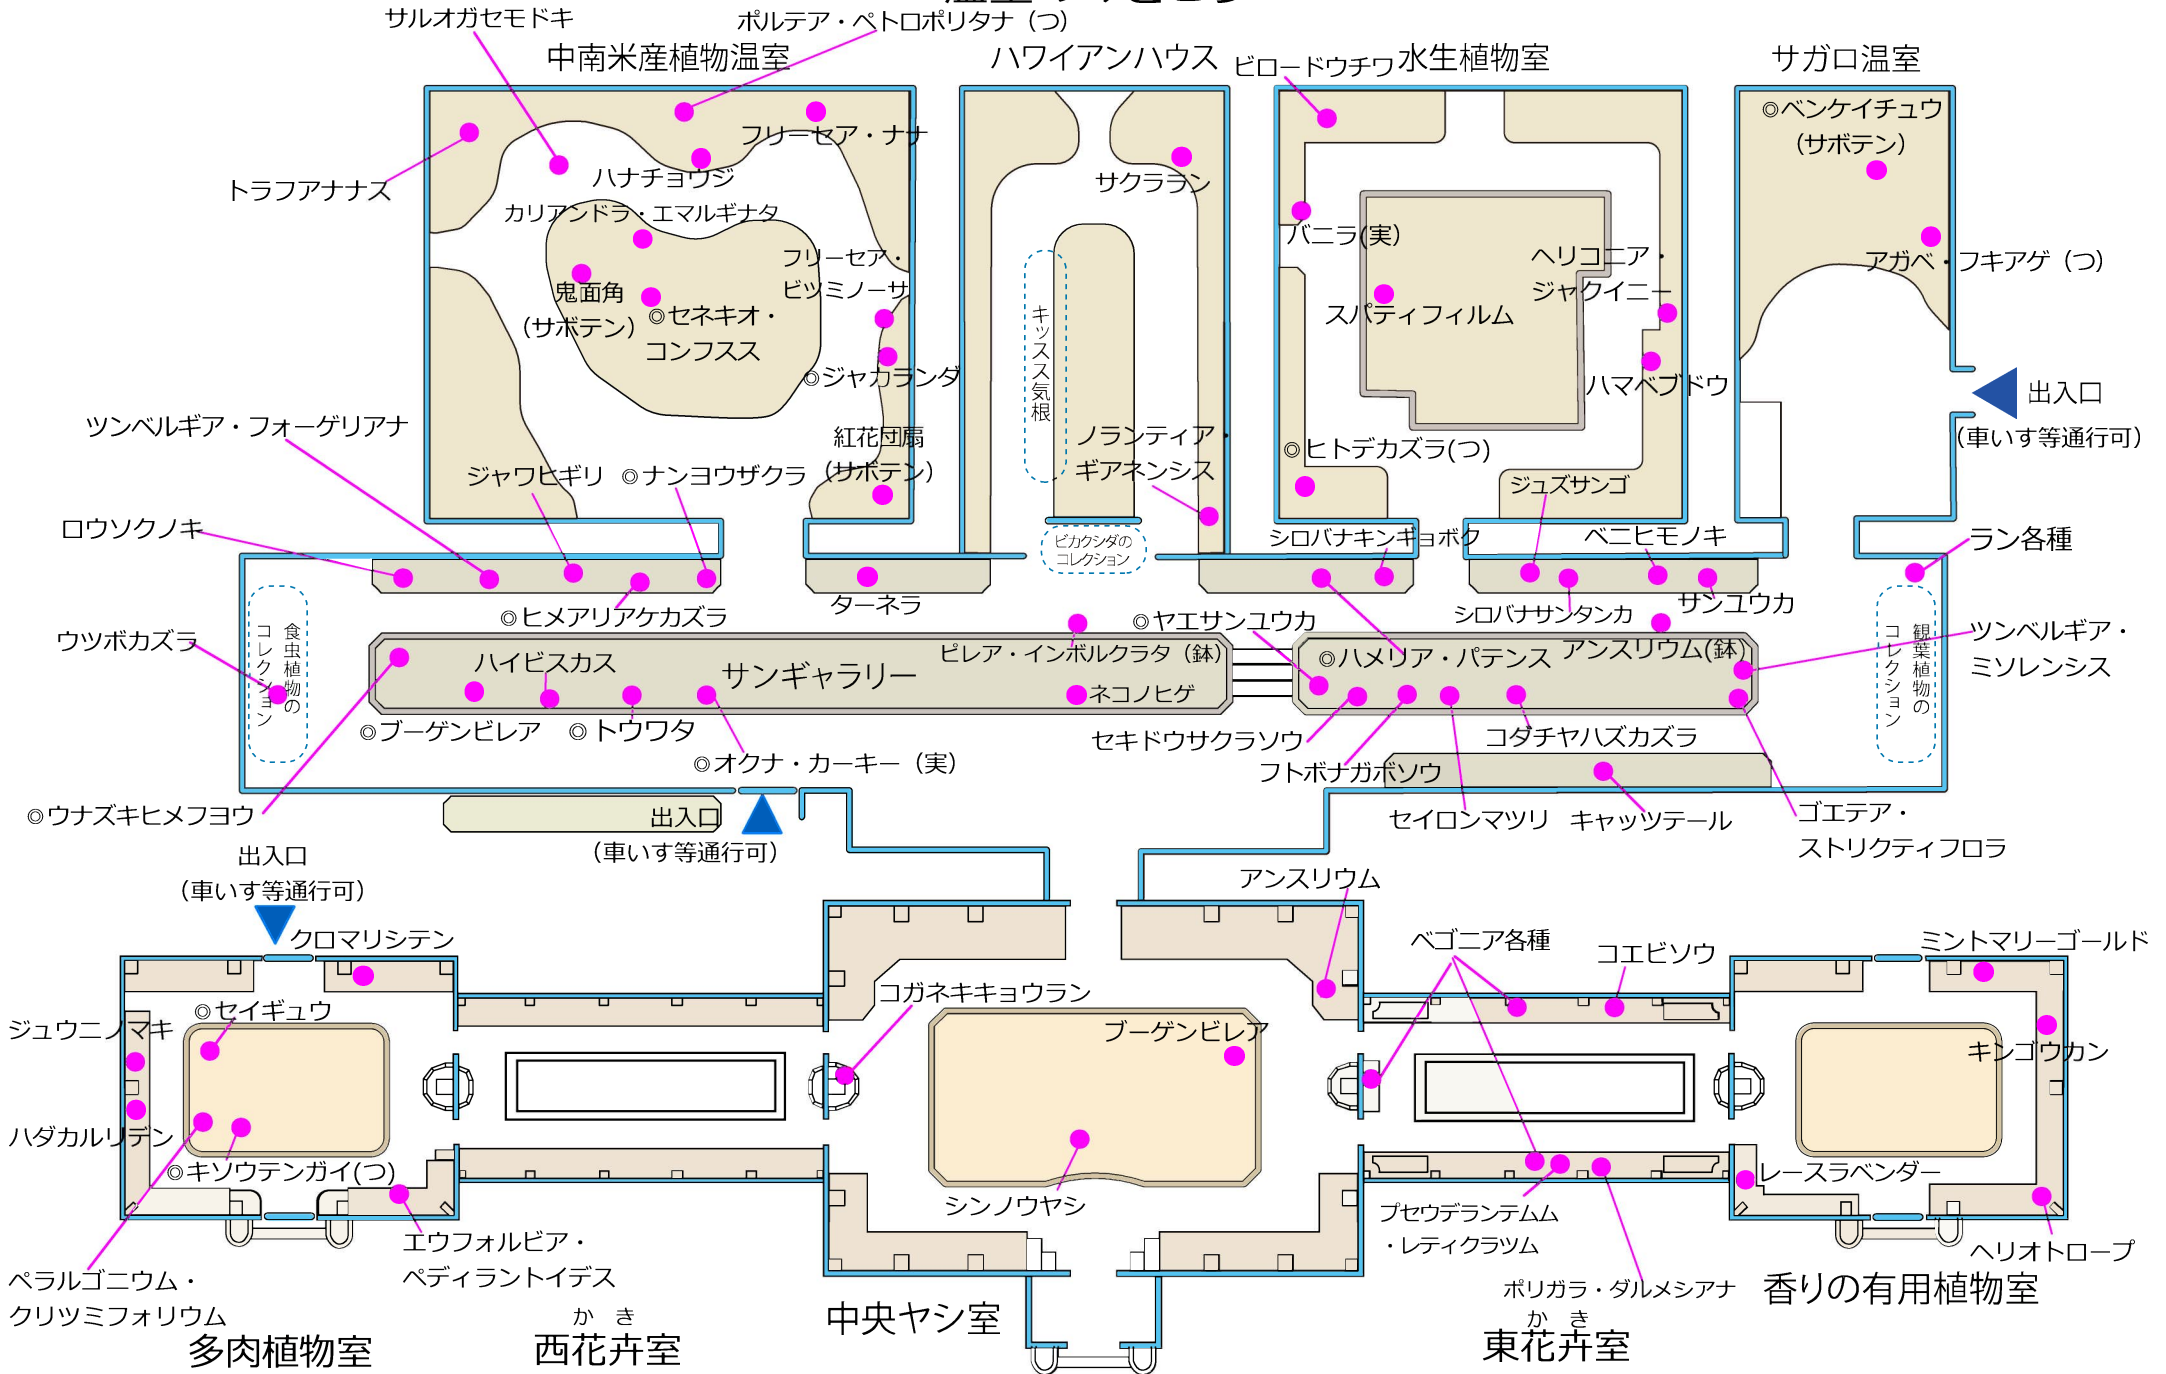 サルオガセモドキ
ポルテア・ペトロポリタナ（つ）
中南米産植物温室
ハワイアンハウス
ビロードウチワ
水生植物室
サガロ温室
トラフアナナス
フリーセア・ナナ
ハナチョウジ
カリアンドラ・エマルギナタ
鬼面角
（サボテン）
◎セネキオ・
コンフスス
フリーセア・
ビツミノーサ
◎ジャカランダ
紅花団扇
（サボテン）
サクララン
キッスス気根
ノランティア・
ギアネンシス
ビカクシダの
コレクション
バニラ(実）
スパティフィルム
ヘリコニア・
ジャクイニー
ハマベブドウ
◎ヒトデカズラ(つ)
ジュズサンゴ
◎ベンケイチュウ
（サボテン）
アガベ・フキアゲ（つ）
出入口
（車いす等通行可）
ツンベルギア・フォーゲリアナ
ジャワヒギリ
◎ナンヨウザクラ
ロウソクノキ
シロバナキンギョボク
ベニヒモノキ
ラン各種
◎ヒメアリアケカズラ
ターネラ
◎ヤエサンユウカ
シロバナサンタンカ
サンユウカ
ウツボカズラ
食虫植物の
コレクション
ハイビスカス
サンギャラリー
ピレア・インボルクラタ（鉢）
ネコノヒゲ
◎ハメリア・パテンス
アンスリウム(鉢）
観葉植物の
コレクション
ツンベルギア・
ミソレンシス
◎ブーゲンビレア
◎トウワタ
◎オクナ・カーキー（実）
セキドウサクラソウ
コダチヤハズカズラ
フトボナガボソウ
◎ウナズキヒメフヨウ
出入口
（車いす等通行可）
セイロンマツリ
キャッツテール
ゴエテア・
ストリクティフロラ
出入口
（車いす等通行可）
アンスリウム
クロマリシテン
ベゴニア各種
コエビソウ
ミントマリーゴールド
◎セイギュウ
コガネキキョウラン
ジュウニノマキ
ブーゲンビレア
キンゴウカン
ハダカルリデン
◎キソウテンガイ(つ)
シンノウヤシ
レースラベンダー
プセウデランテムム
・レティクラツム
エウフォルビア・
ペディラントイデス
ヘリオトロープ
ペラルゴニウム・
クリツミフォリウム
ポリガラ・ダルメシアナ
香りの有用植物室
多肉植物室
かき
西花卉室
中央ヤシ室
かき
東花卉室